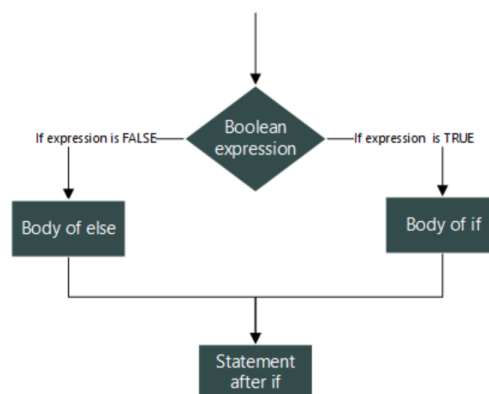 Boolean
expression
If expression is FALSE
If expression is TRUE
Body of else
Body of if
Statement
after if